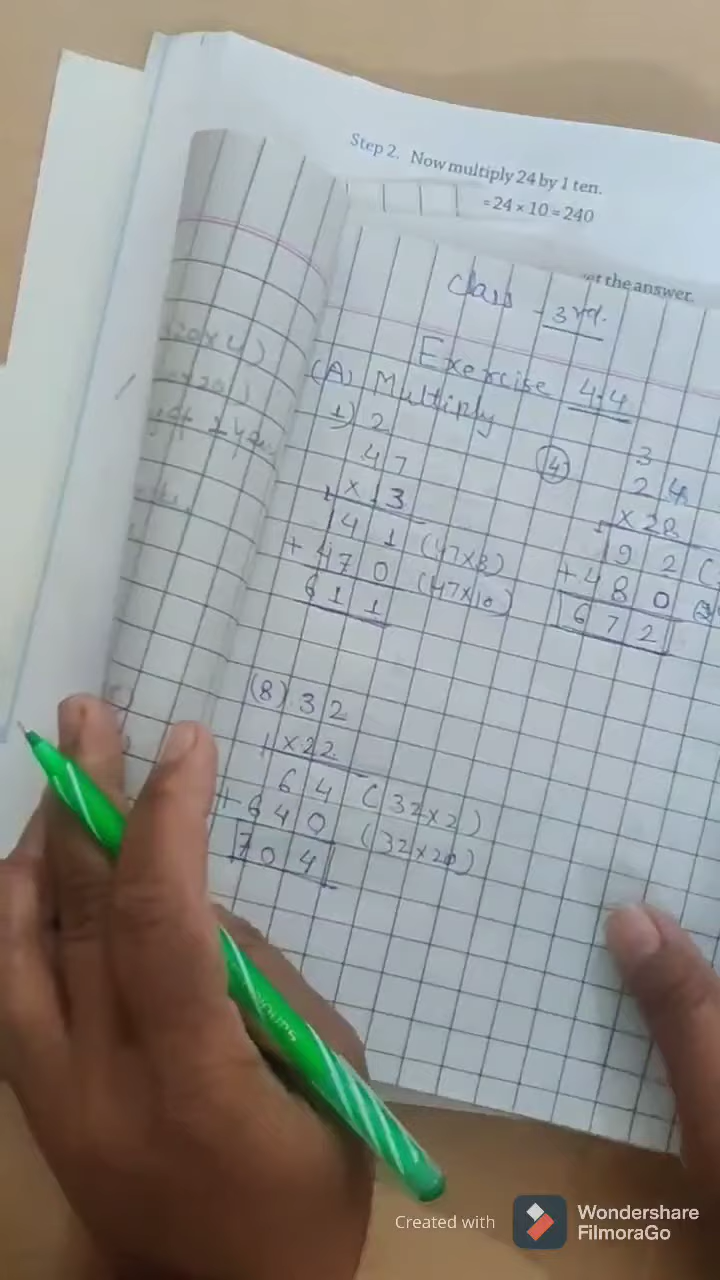 Step 2. Now multiply 24 by 1 ten.
= 24 × 10 = 240
the answer.
Class - 3rd.
Exercise 4.4
(A) Multiply
1) 2
47
× 13
141 (47×3)
+ 470 (47×10)
611
(4) 3
24
× 28
192 (
+ 480
672
(8) 32
× 22
64 (32×2)
+ 640 (32×20)
704
Created with
Wondershare
FilmoraGo